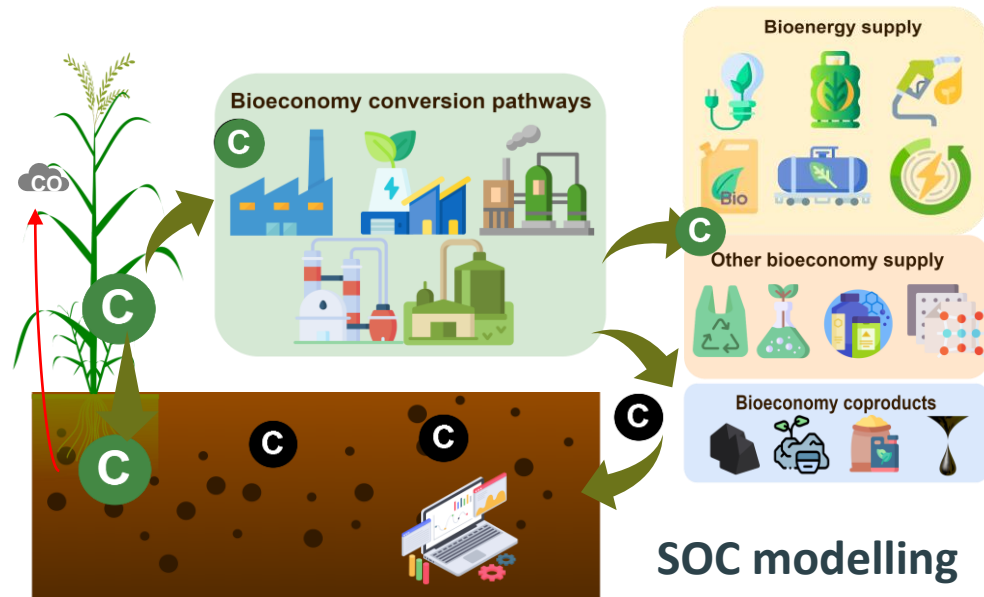 Bioenergy supply
Bioeconomy conversion pathways
C
CO
Bio
C
C
Other bioeconomy supply
C
Bioeconomy coproducts
C
C
C
SOC modelling